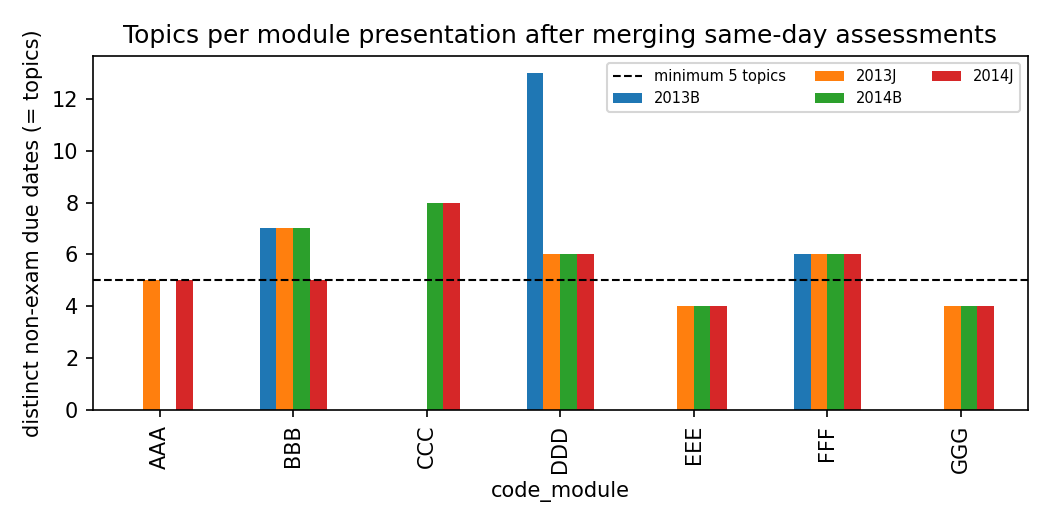 Topics per module presentation after merging same-day assessments
distinct non-exam due dates (= topics)
12
10
8
6
4
2
0
minimum 5 topics
2013B
2013J
2014B
2014J
AAA
BBB
CCC
DDD
EEE
FFF
GGG
code_module